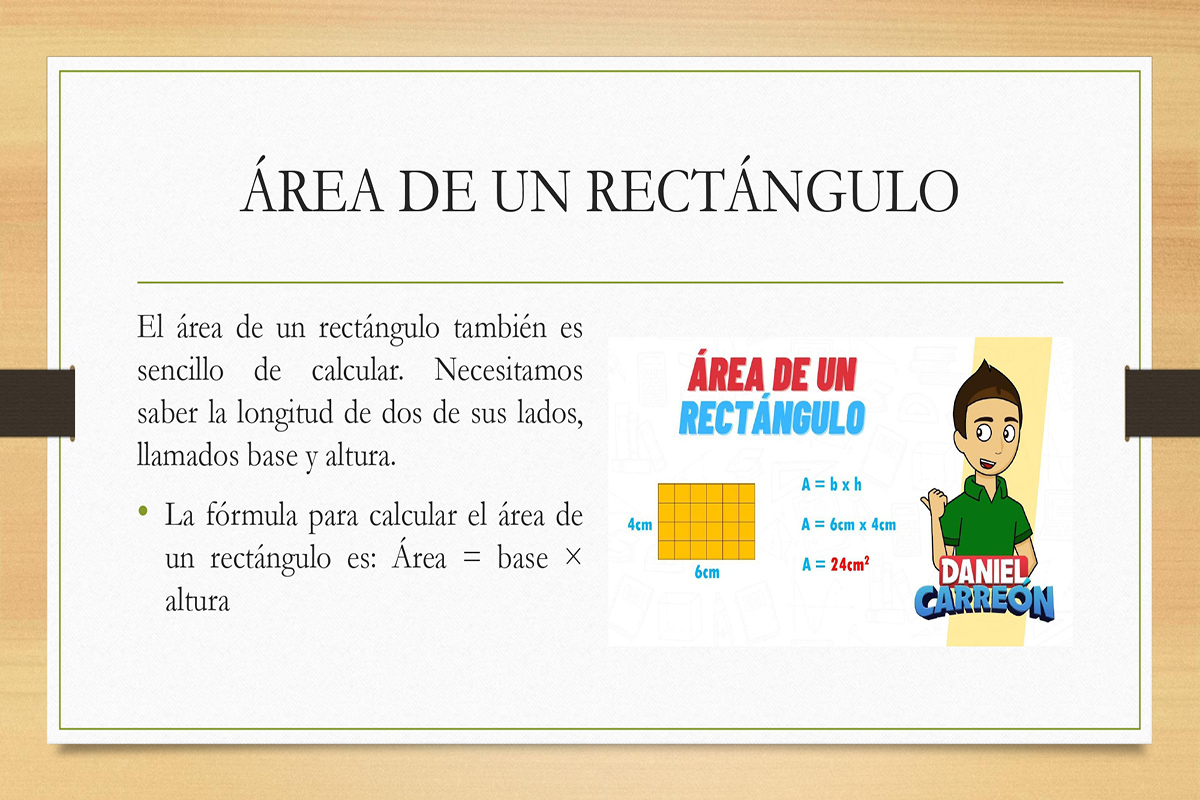 ÁREA DE UN RECTÁNGULO
El área de un rectángulo también es
sencillo de calcular. Necesitamos
saber la longitud de dos de sus lados,
llamados base y altura.
• La fórmula para calcular el área de
un rectángulo es: Área = base ×
altura
ÁREA DE UN
RECTÁNGULO
4cm
6cm
A = b x h
A = 6cm x 4cm
A = 24cm²
DANIEL
CARREÓN